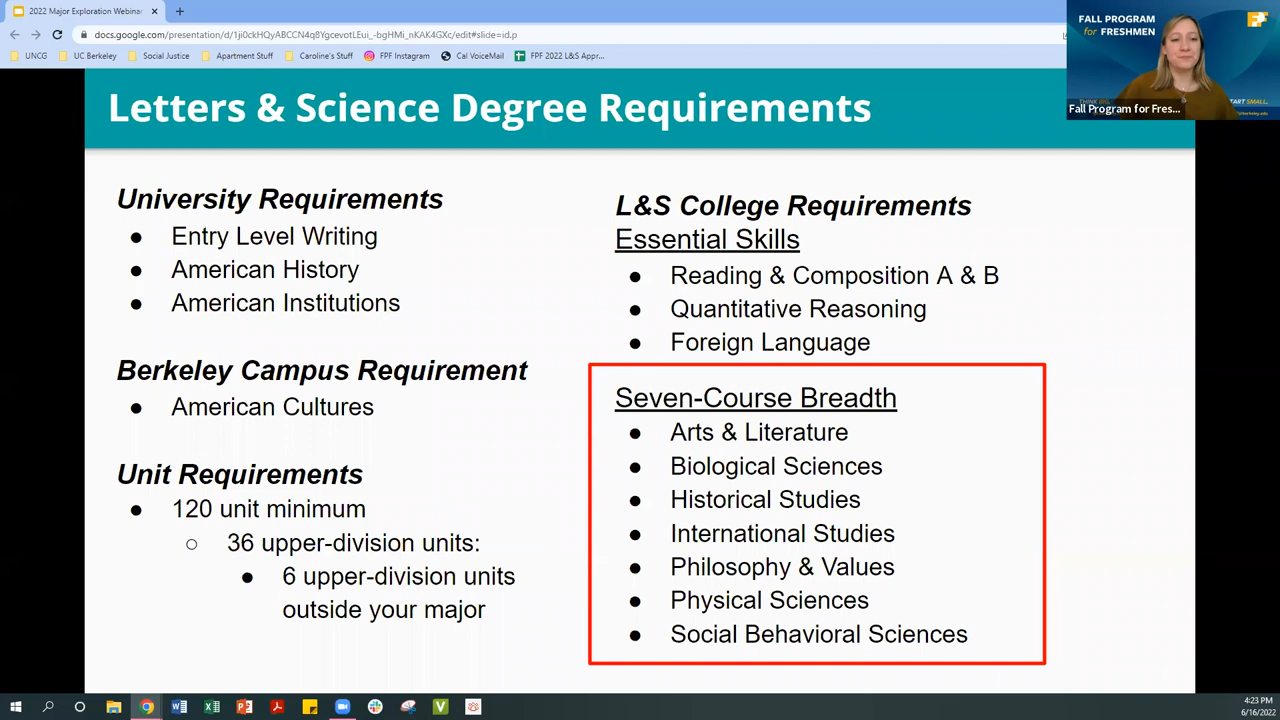 2022 Major Exploration Webinar
docs.google.com/presentation/d/1ji0ckHQyABCCN4q8YgcevotLEui_-bgHMi_nKAK4GXc/edit#slide=id.p
UNCG
UC Berkeley
Social Justice
Apartment Stuff
Caroline's Stuff
FPF Instagram
Cal VoiceMail
FPF 2022 L&S Appr...
FALL PROGRAM
for FRESHMEN
START SMALL.
Fall Program for Fres...
Letters & Science Degree Requirements
University Requirements
● Entry Level Writing
● American History
● American Institutions
Berkeley Campus Requirement
● American Cultures
Unit Requirements
● 120 unit minimum
○ 36 upper-division units:
● 6 upper-division units
outside your major
L&S College Requirements
Essential Skills
● Reading & Composition A & B
● Quantitative Reasoning
● Foreign Language
Seven-Course Breadth
● Arts & Literature
● Biological Sciences
● Historical Studies
● International Studies
● Philosophy & Values
● Physical Sciences
● Social Behavioral Sciences
4:23 PM
6/16/2022